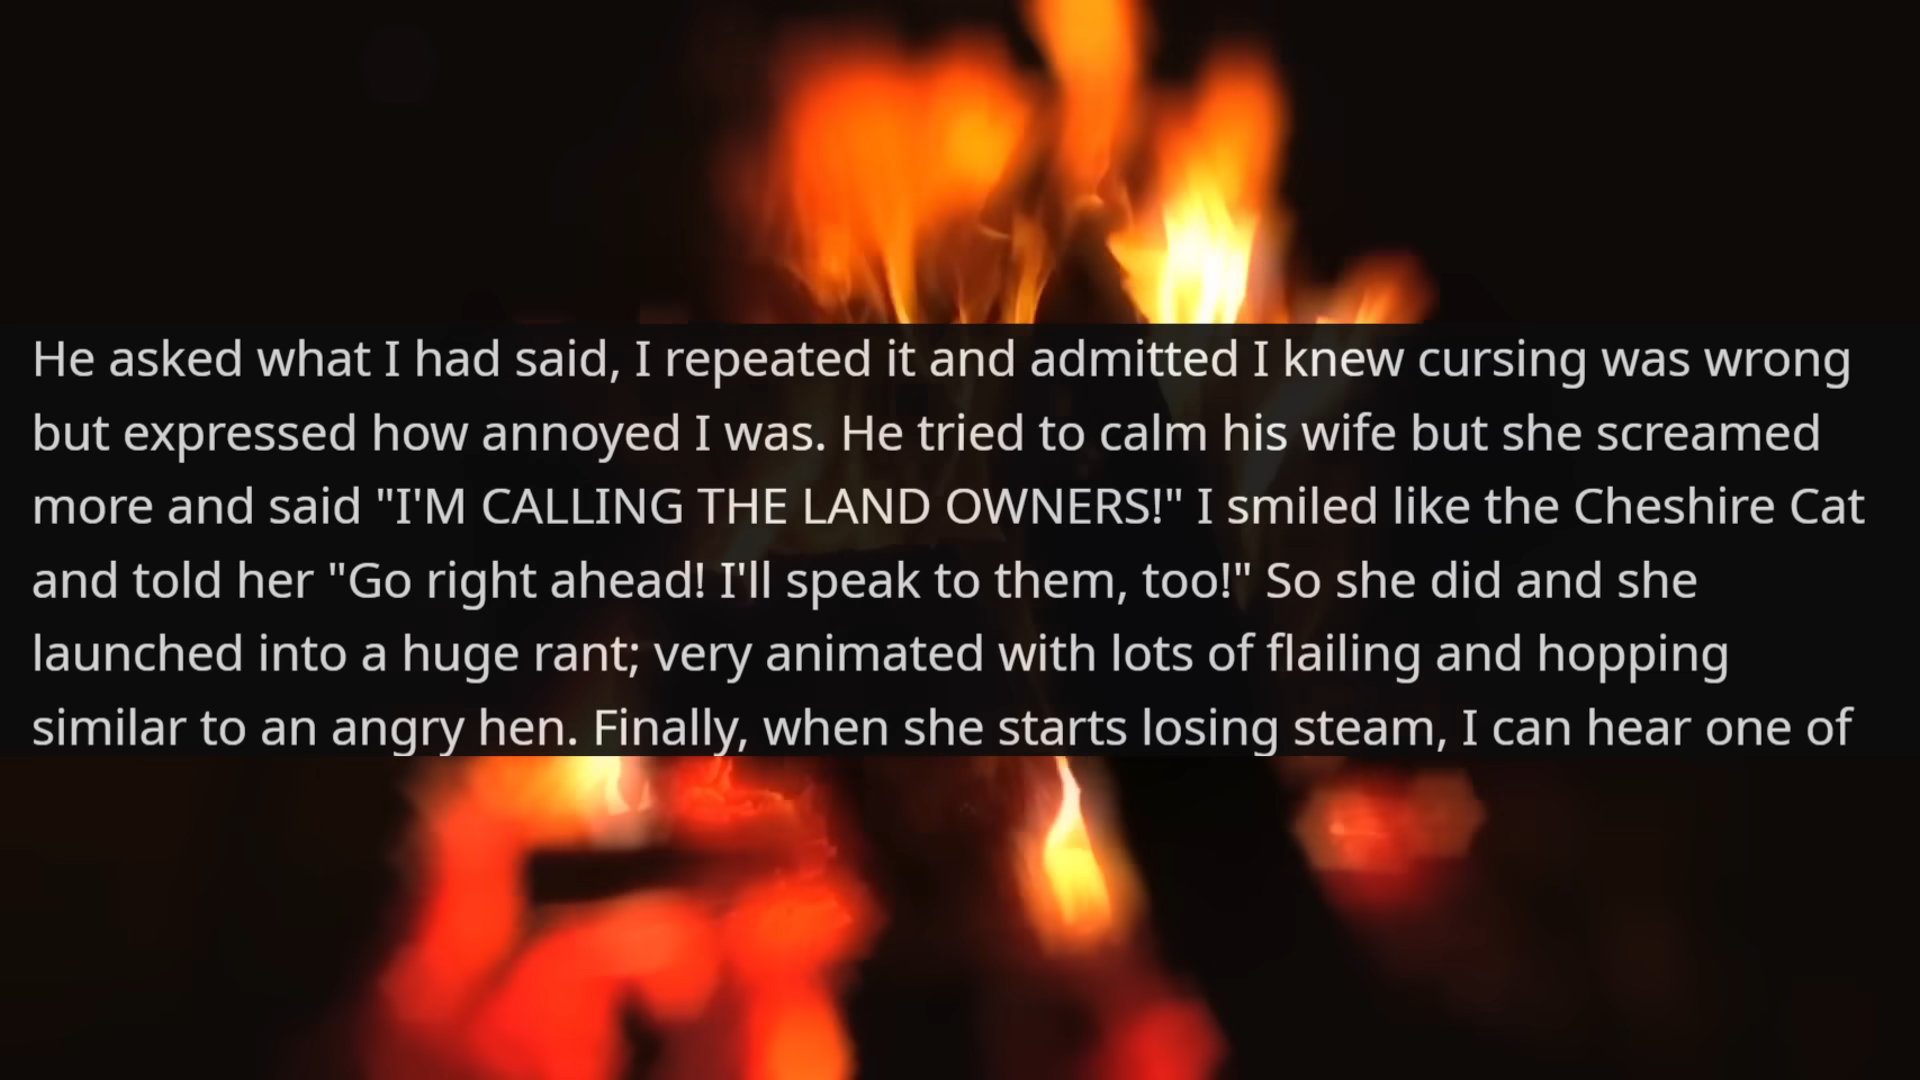 He asked what I had said, I repeated it and admitted I knew cursing was wrong
but expressed how annoyed I was. He tried to calm his wife but she screamed
more and said "I'M CALLING THE LAND OWNERS!" I smiled like the Cheshire Cat
and told her "Go right ahead! I'll speak to them, too!" So she did and she
launched into a huge rant; very animated with lots of flailing and hopping
similar to an angry hen. Finally, when she starts losing steam, I can hear one of